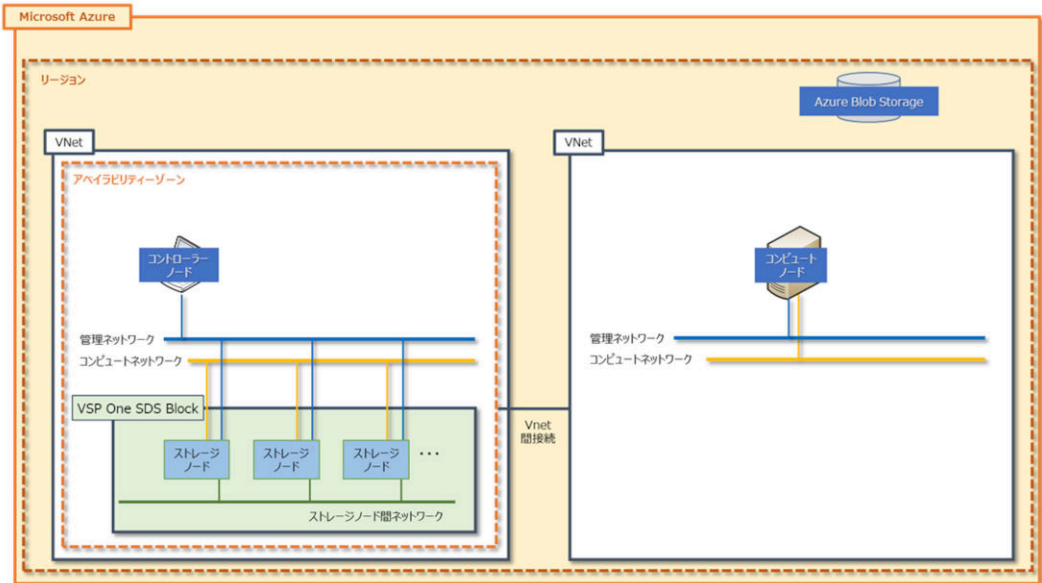 Microsoft Azure
リージョン
Azure Blob Storage
VNet
アベイラビリティーゾーン
コントローラー
ノード
管理ネットワーク
コンピュートネットワーク
VSP One SDS Block
ストレージ
ノード
ストレージ
ノード
ストレージ
ノード
・・・
ストレージノード間ネットワーク
Vnet
間接続
VNet
コンピュート
ノード
管理ネットワーク
コンピュートネットワーク